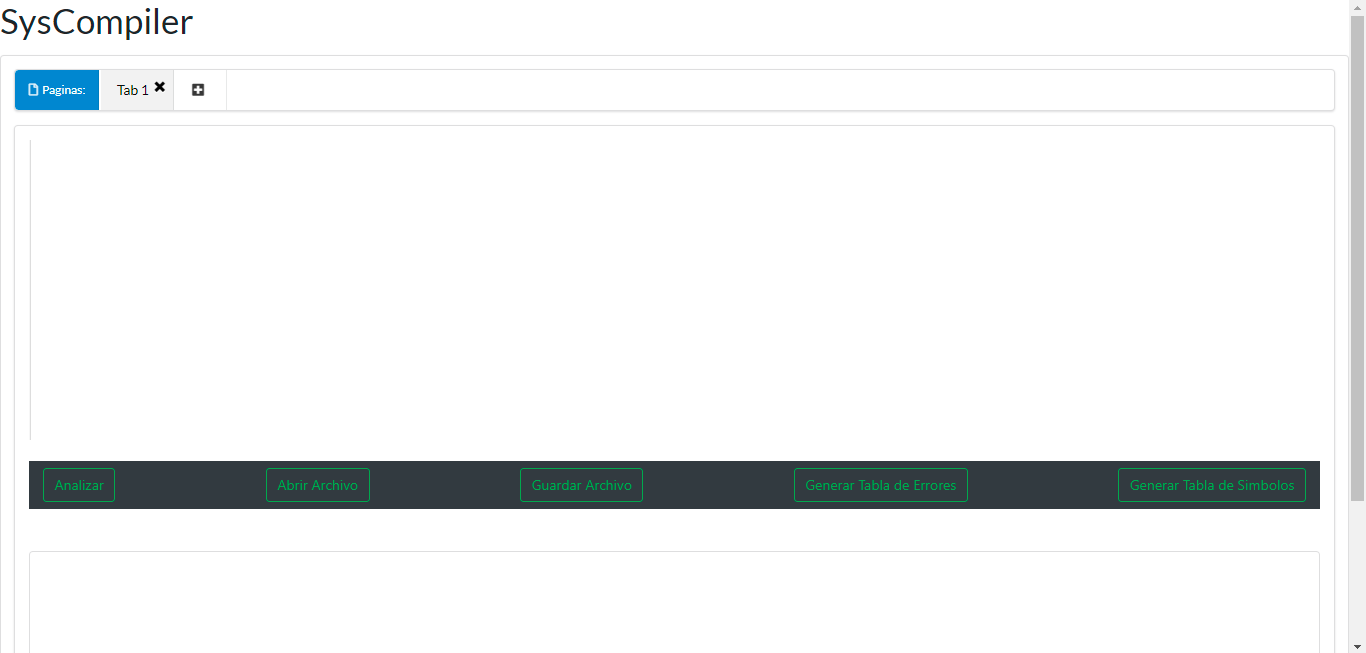 SysCompiler
Paginas: Tab 1
Analizar Abrir Archivo Guardar Archivo Generar Tabla de Errores Generar Tabla de Simbolos